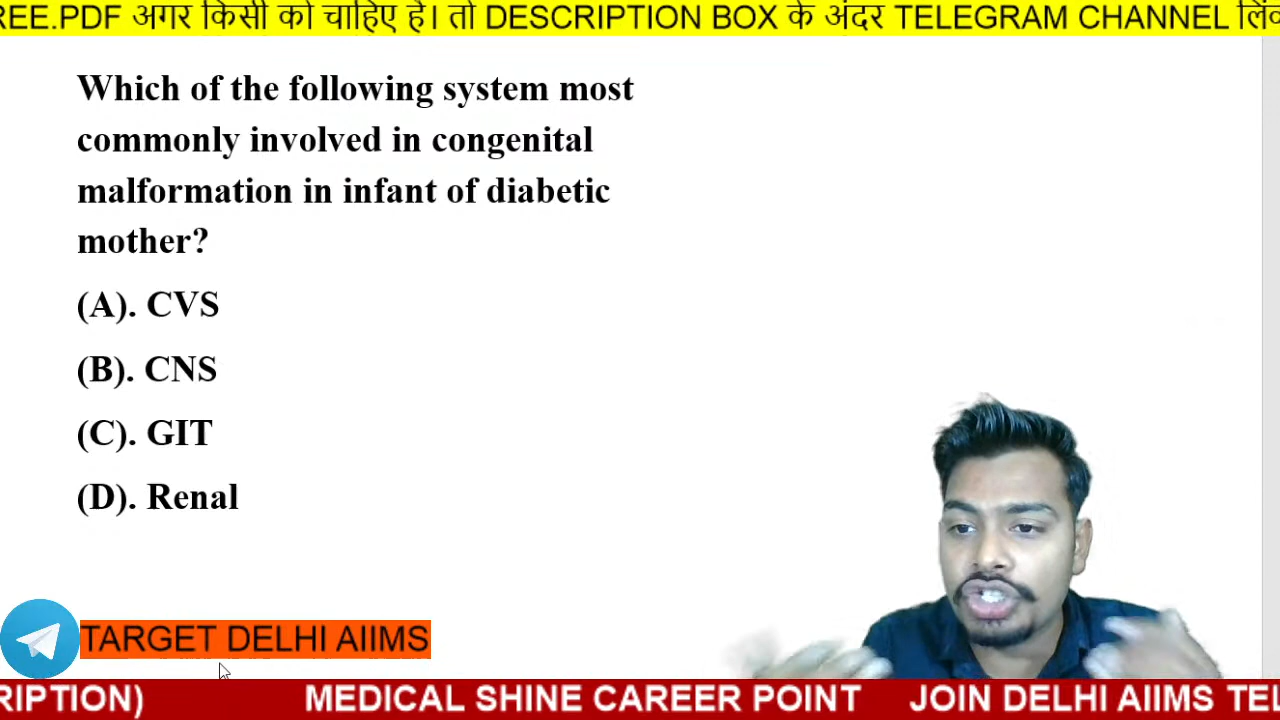 REE.PDF अगर किसी को चाहिए है। तो DESCRIPTION BOX के अंदर TELEGRAM CHANNEL
Which of the following system most
commonly involved in congenital
malformation in infant of diabetic
mother?
(A). CVS
(B). CNS
(C). GIT
(D). Renal
TARGET DELHI AIIMS
RIPTION) MEDICAL SHINE CAREER POINT JOIN DELHI AIIMS TEL